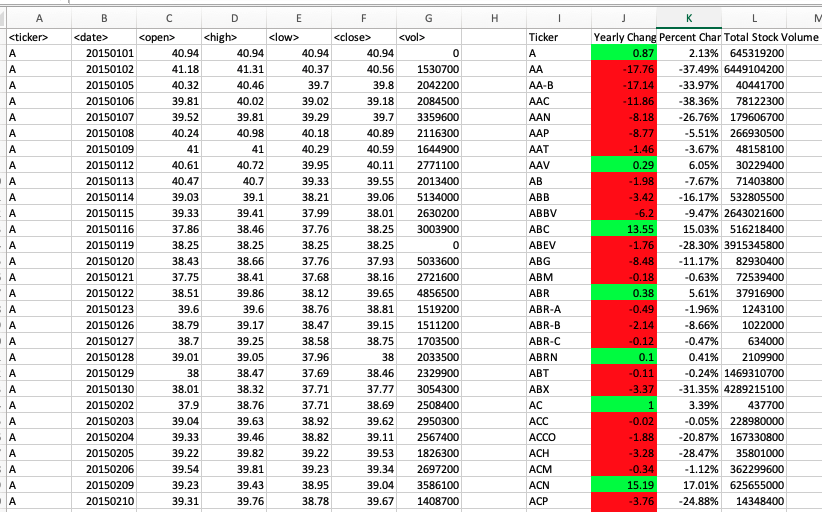 A B C D E F G H I J K L M
<ticker> <date> <open> <high> <low> <close> <vol> Ticker Yearly Chang Percent Char Total Stock Volume
A 20150101 40.94 40.94 40.94 40.94 0 A 0.87 2.13% 645319200
A 20150102 41.18 41.31 40.37 40.56 1530700 AA -17.76 -37.49% 6449104200
A 20150105 40.32 40.46 39.7 39.8 2042200 AA-B -17.14 -33.97% 40441700
A 20150106 39.81 40.02 39.02 39.18 2084500 AAC -11.86 -38.36% 78122300
A 20150107 39.52 39.81 39.29 39.7 3359600 AAN -8.18 -26.76% 179606700
A 20150108 40.24 40.98 40.18 40.89 2116300 AAP -8.77 -5.51% 266930500
A 20150109 41 41 40.29 40.59 1644900 AAT -1.46 -3.67% 48158100
A 20150112 40.61 40.72 39.95 40.11 2771100 AAV 0.29 6.05% 30229400
A 20150113 40.47 40.7 39.33 39.55 2013400 AB -1.98 -7.67% 71403800
A 20150114 39.03 39.1 38.21 39.06 5134000 ABB -3.42 -16.17% 532805500
A 20150115 39.33 39.41 37.99 38.01 2630200 ABBV -6.2 -9.47% 2643021600
A 20150116 37.86 38.46 37.76 38.25 3003900 ABC 13.55 15.03% 516218400
A 20150119 38.25 38.25 38.25 38.25 0 ABEV -1.76 -28.30% 3915345800
A 20150120 38.43 38.66 37.76 37.93 5033600 ABG -8.48 -11.17% 82930400
A 20150121 37.75 38.41 37.68 38.16 2721600 ABM -0.18 -0.63% 72539400
A 20150122 38.51 39.86 38.12 39.65 4856500 ABR 0.38 5.61% 37916900
A 20150123 39.6 39.6 38.76 38.81 1519200 ABR-A -0.49 -1.96% 1243100
A 20150126 38.79 39.17 38.47 39.15 1511200 ABR-B -2.14 -8.66% 1022000
A 20150127 38.7 39.25 38.58 38.75 1703500 ABR-C -0.12 -0.47% 634000
A 20150128 39.01 39.05 37.96 38 2033500 ABRN 0.1 0.41% 2109900
A 20150129 38 38.47 37.69 38.46 2329900 ABT -0.11 -0.24% 1469310700
A 20150130 38.01 38.32 37.71 37.77 3054300 ABX -3.37 -31.35% 4289215100
A 20150202 37.9 38.76 37.71 38.69 2508400 AC 1 3.39% 437700
A 20150203 39.04 39.63 38.92 39.62 2950300 ACC -0.02 -0.05% 228980000
A 20150204 39.33 39.46 38.82 39.11 2567400 ACCO -1.88 -20.87% 167330800
A 20150205 39.22 39.82 39.22 39.53 1826300 ACH -3.28 -28.47% 35801000
A 20150206 39.54 39.81 39.23 39.34 2697200 ACM -0.34 -1.12% 362299600
A 20150209 39.23 39.43 38.95 39.04 3586100 ACN 15.19 17.01% 625655000
A 20150210 39.31 39.76 38.78 39.67 1408700 ACP -3.76 -24.88% 14348400